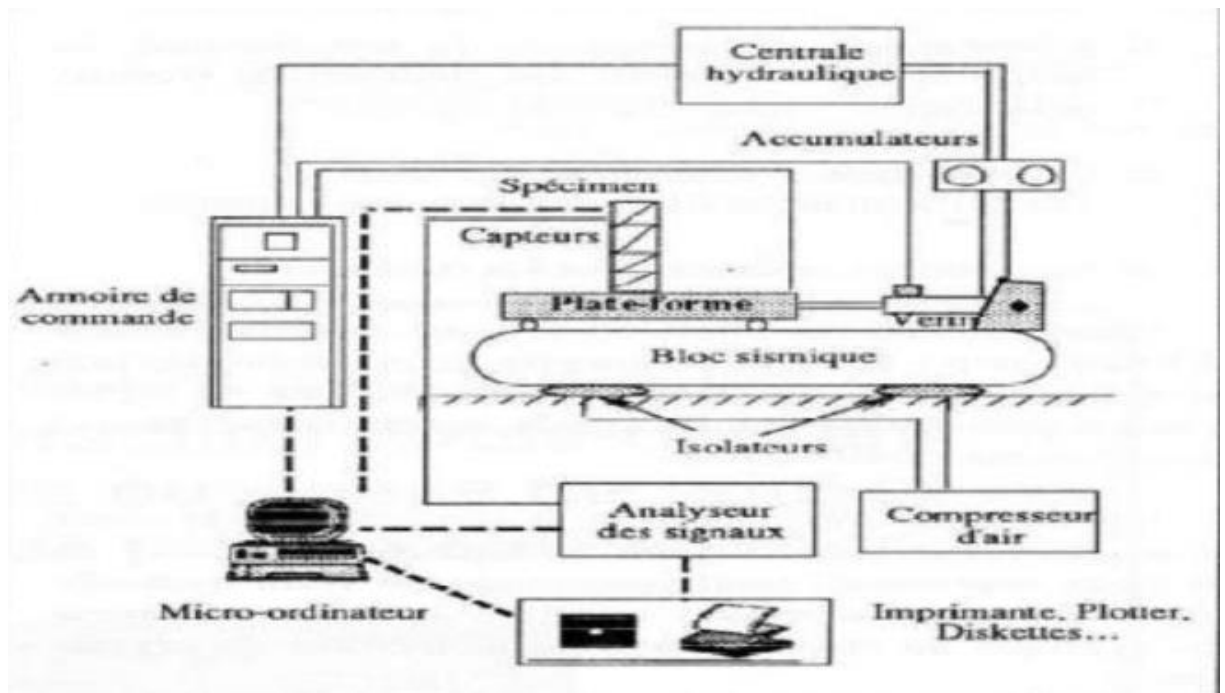 Centrale
hydraulique
Accumulateurs
Spécimen
Capteurs
Armoire de
commande
Plate-forme
Verin
Bloc sismique
Isolateurs
Analyseur
des signaux
Compresseur
d'air
Micro-ordinateur
Imprimante, Plotter,
Diskettes...